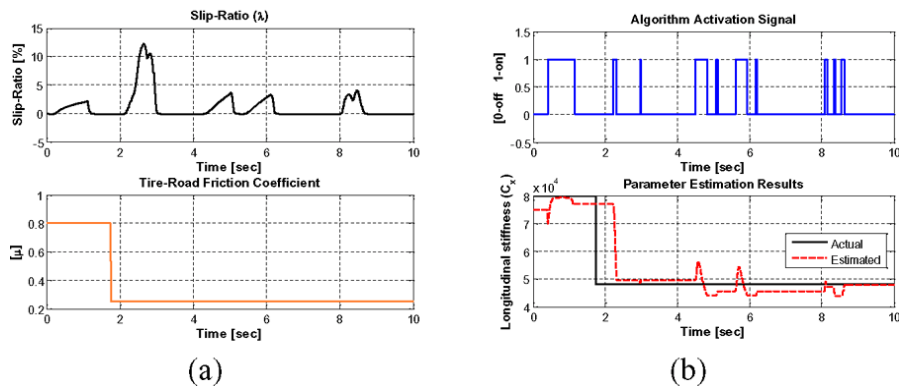 Slip-Ratio (λ)
Slip-Ratio [%]
15
10
5
0
5
0 2 4 6 8 10
Time [sec]
Tire-Road Friction Coefficient
[μ]
1
0.8
0.6
0.4
0.2
0 2 4 6 8 10
Time [sec]
(a)
Algorithm Activation Signal
[0-off 1-on]
1.5
1
0.5
0
-0.5
0 2 4 6 8 10
Time [sec]
Parameter Estimation Results
Longitudinal stiffness (Cx)
x 10^4
8
7
6
5
4
Actual
Estimated
0 2 4 6 8 10
Time [sec]
(b)